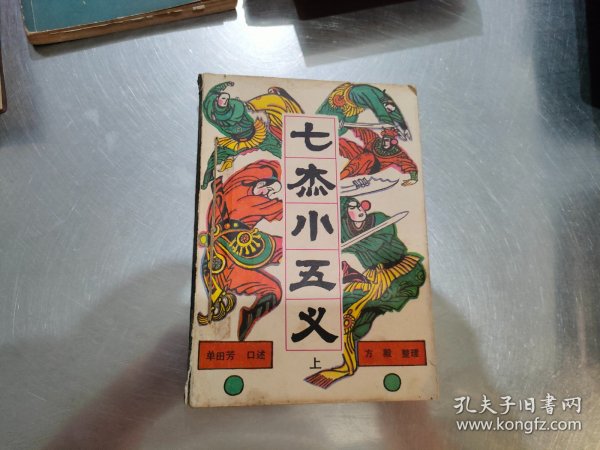 七杰小五义
上
单田芳 口述
方殿 整理
孔夫子旧书网
www.kongfz.com